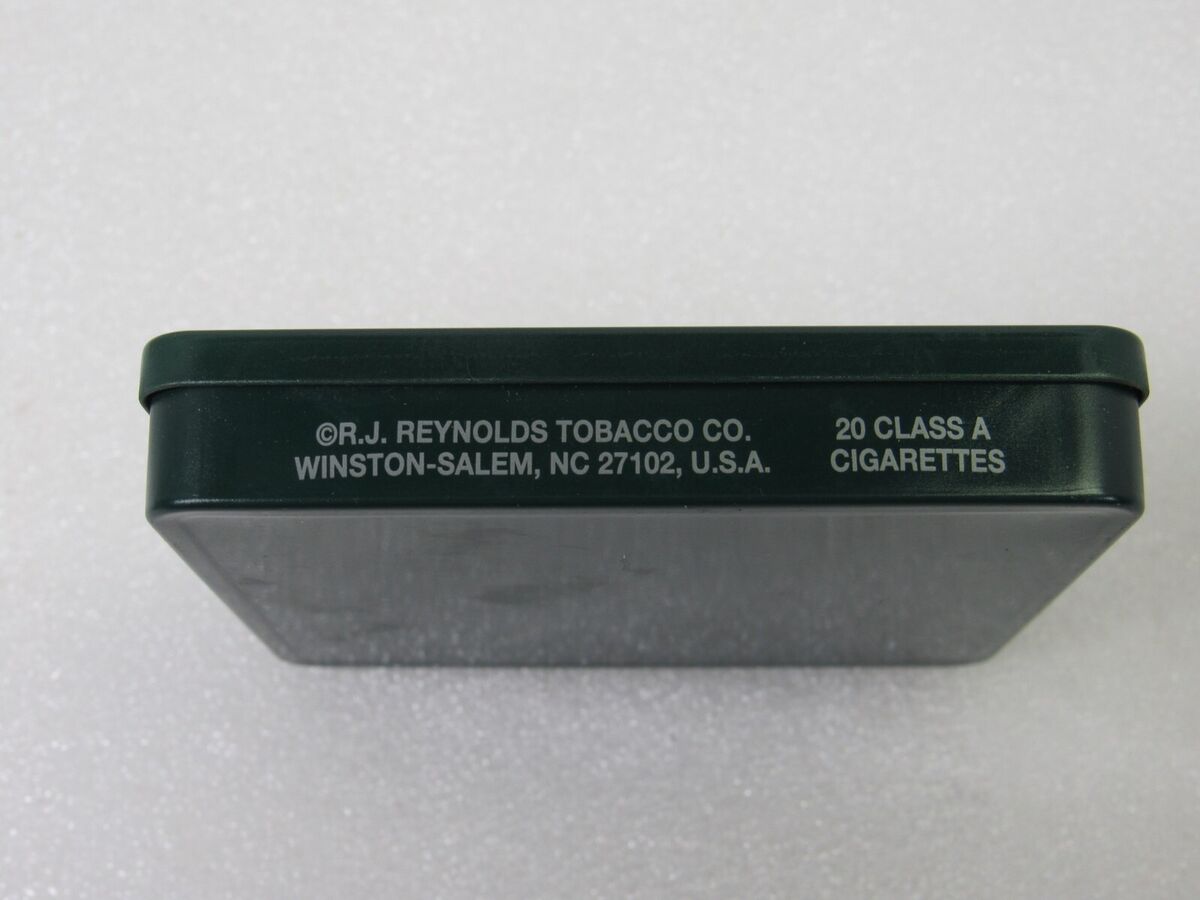 ©R.J. REYNOLDS TOBACCO CO.
WINSTON-SALEM, NC 27102, U.S.A.
20 CLASS A
CIGARETTES